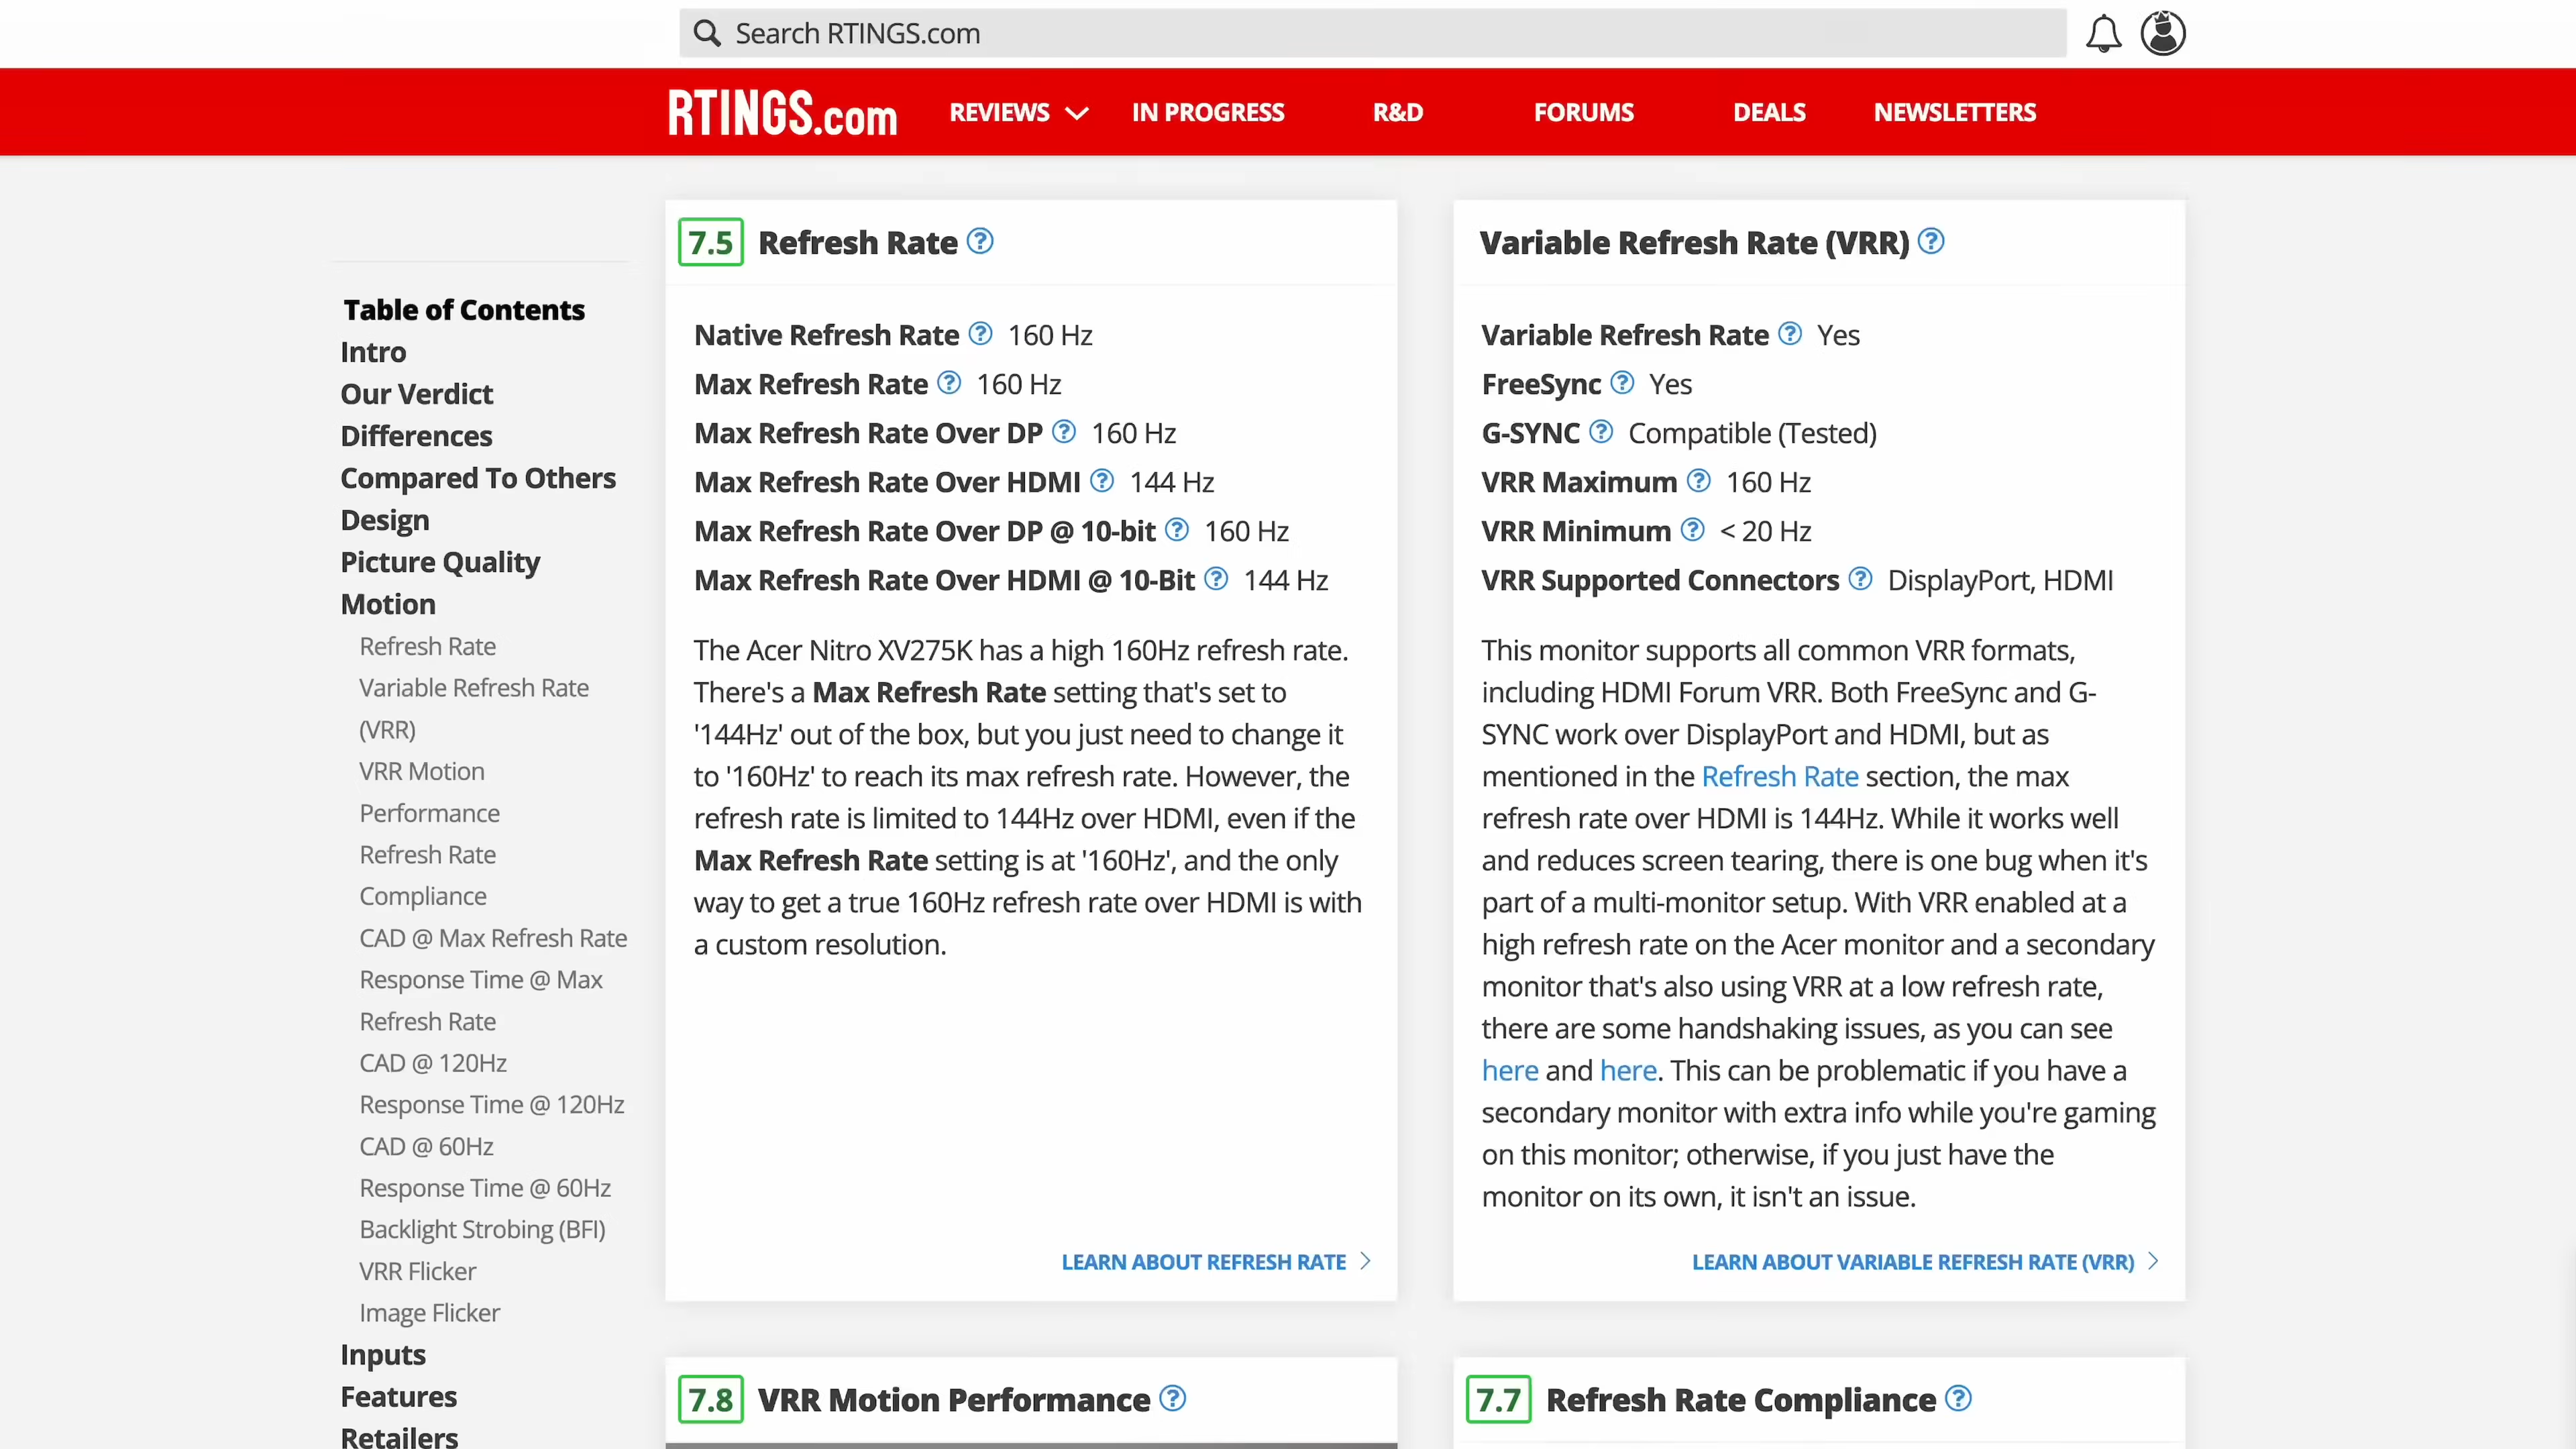 Search RTINGS.com
RTINGS.com REVIEWS IN PROGRESS R&D FORUMS DEALS NEWSLETTERS
Table of Contents
Intro
Our Verdict
Differences
Compared To Others
Design
Picture Quality
Motion
Refresh Rate
Variable Refresh Rate
(VRR)
VRR Motion
Performance
Refresh Rate
Compliance
CAD @ Max Refresh Rate
Response Time @ Max
Refresh Rate
CAD @ 120Hz
Response Time @ 120Hz
CAD @ 60Hz
Response Time @ 60Hz
Backlight Strobing (BFI)
VRR Flicker
Image Flicker
Inputs
Features
Retailers
7.5 Refresh Rate ?
Native Refresh Rate ? 160 Hz
Max Refresh Rate ? 160 Hz
Max Refresh Rate Over DP ? 160 Hz
Max Refresh Rate Over HDMI ? 144 Hz
Max Refresh Rate Over DP @ 10-bit ? 160 Hz
Max Refresh Rate Over HDMI @ 10-Bit ? 144 Hz
The Acer Nitro XV275K has a high 160Hz refresh rate.
There's a Max Refresh Rate setting that's set to
'144Hz' out of the box, but you just need to change it
to '160Hz' to reach its max refresh rate. However, the
refresh rate is limited to 144Hz over HDMI, even if the
Max Refresh Rate setting is at '160Hz', and the only
way to get a true 160Hz refresh rate over HDMI is with
a custom resolution.
LEARN ABOUT REFRESH RATE
Variable Refresh Rate (VRR) ?
Variable Refresh Rate ? Yes
FreeSync ? Yes
G-SYNC ? Compatible (Tested)
VRR Maximum ? 160 Hz
VRR Minimum ? < 20 Hz
VRR Supported Connectors ? DisplayPort, HDMI
This monitor supports all common VRR formats,
including HDMI Forum VRR. Both FreeSync and G-
SYNC work over DisplayPort and HDMI, but as
mentioned in the Refresh Rate section, the max
refresh rate over HDMI is 144Hz. While it works well
and reduces screen tearing, there is one bug when it's
part of a multi-monitor setup. With VRR enabled at a
high refresh rate on the Acer monitor and a secondary
monitor that's also using VRR at a low refresh rate,
there are some handshaking issues, as you can see
here and here. This can be problematic if you have a
secondary monitor with extra info while you're gaming
on this monitor; otherwise, if you just have the
monitor on its own, it isn't an issue.
LEARN ABOUT VARIABLE REFRESH RATE (VRR)
7.8 VRR Motion Performance ?
7.7 Refresh Rate Compliance ?